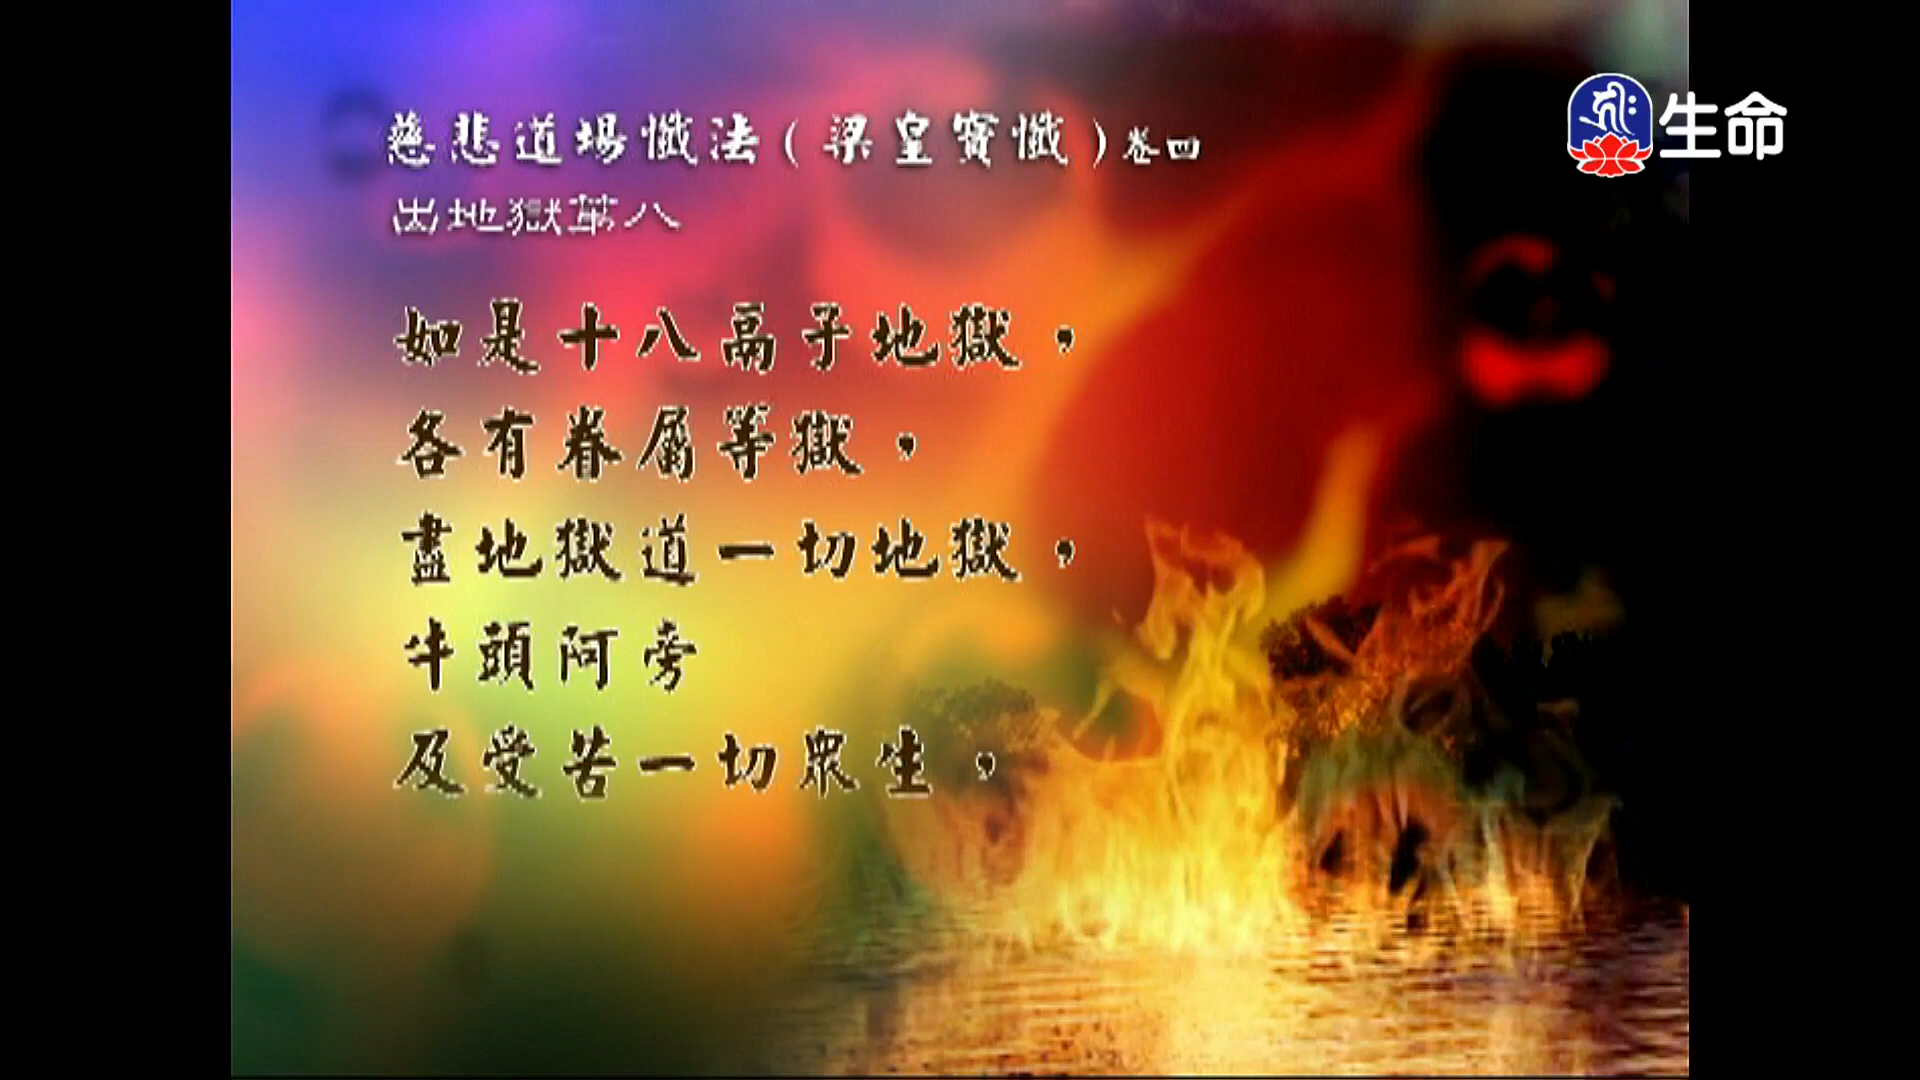 慈悲道場懺法(梁皇寶懺)卷四
出地獄第八
生命
如是十八鬲子地獄，
各有眷屬等獄，
盡地獄道一切地獄，
牛頭阿旁
及受苦一切眾生，